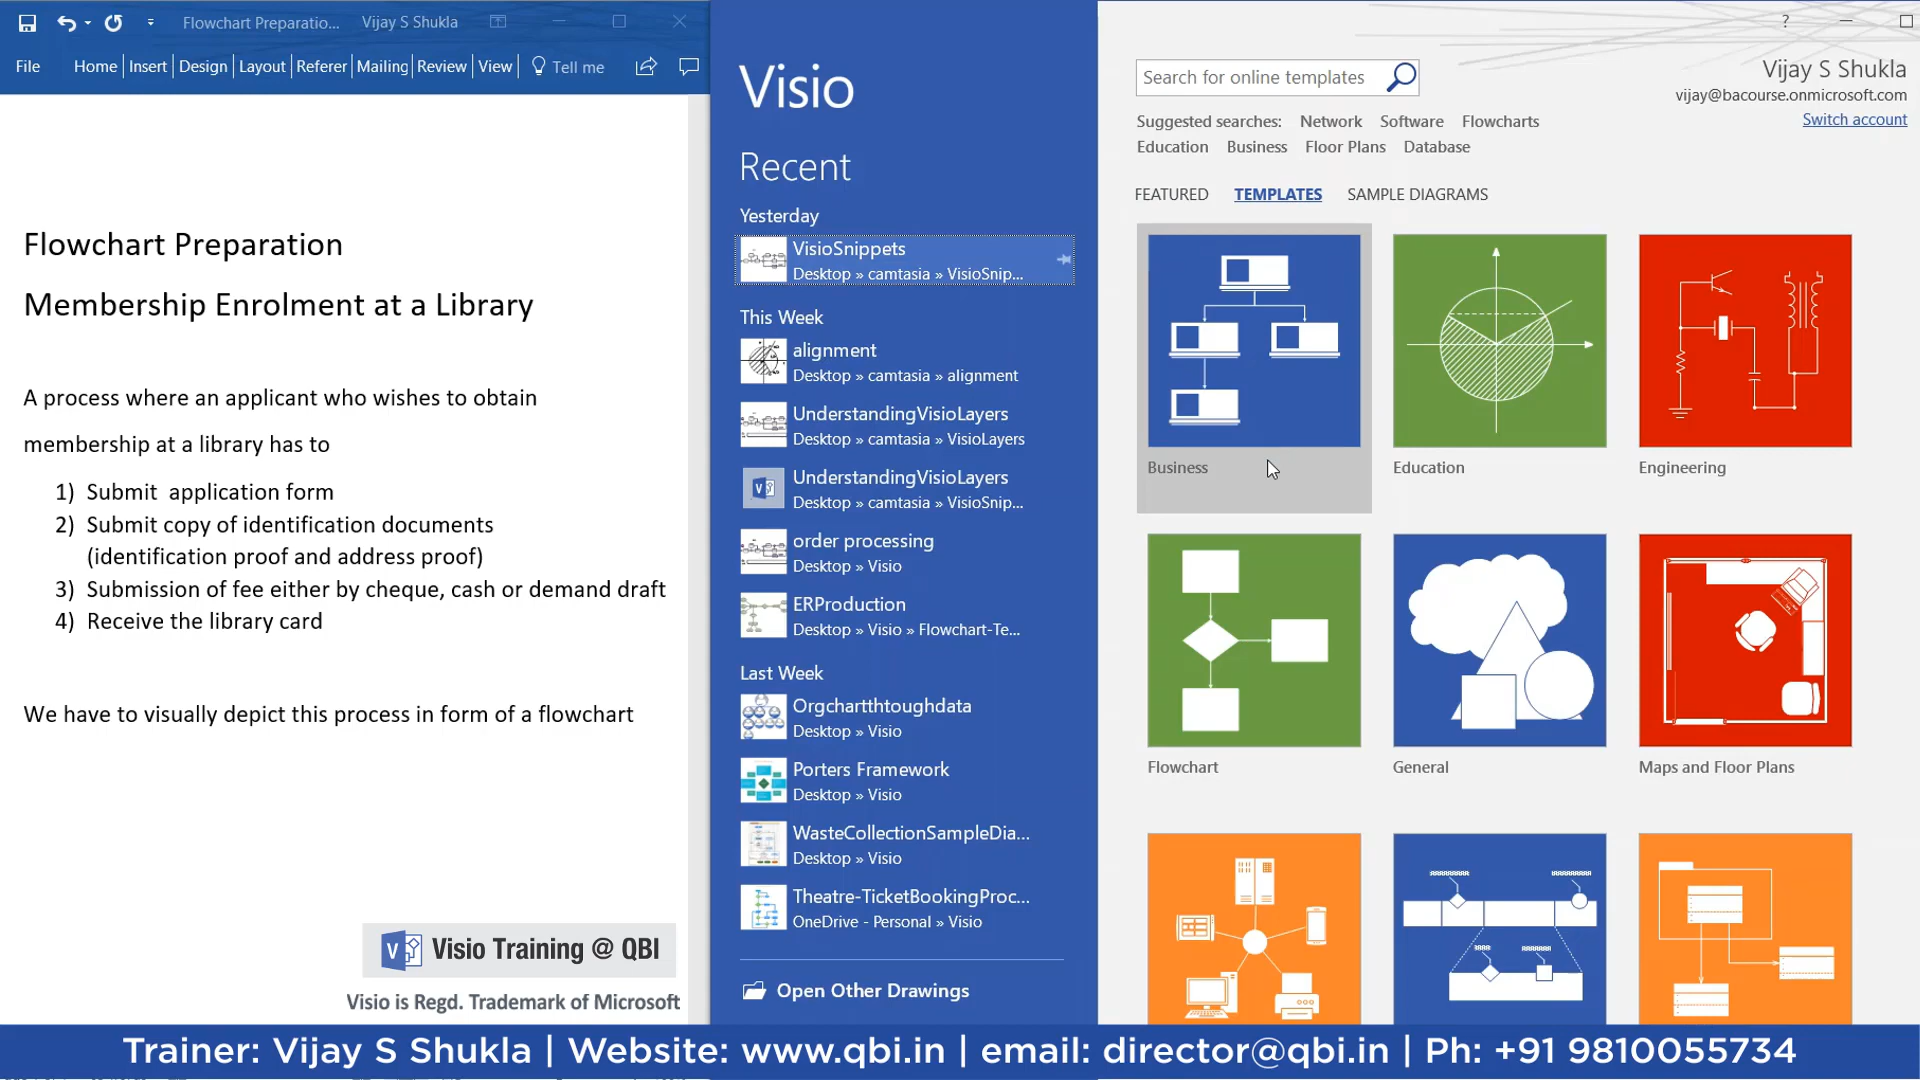 Flowchart Preparatio... Vijay S Shukla
File Home Insert Design Layout Referer Mailing Review View Tell me
Flowchart Preparation
Membership Enrolment at a Library
A process where an applicant who wishes to obtain
membership at a library has to
1) Submit application form
2) Submit copy of identification documents
(identification proof and address proof)
3) Submission of fee either by cheque, cash or demand draft
4) Receive the library card
We have to visually depict this process in form of a flowchart
Visio Training @ QBI
Visio is Regd. Trademark of Microsoft
Visio
Recent
Yesterday
VisioSnippets
Desktop » camtasia » VisioSnip...
This Week
alignment
Desktop » camtasia » alignment
UnderstandingVisioLayers
Desktop » camtasia » VisioLayers
UnderstandingVisioLayers
Desktop » camtasia » VisioSnip...
order processing
Desktop » Visio
ERProduction
Desktop » Visio » Flowchart-Te...
Last Week
Orgchartthtoughdata
Desktop » Visio
Porters Framework
Desktop » Visio
WasteCollectionSampleDia...
Desktop » Visio
Theatre-TicketBookingProc...
OneDrive - Personal » Visio
Open Other Drawings
?
Search for online templates
Vijay S Shukla
vijay@bacourse.onmicrosoft.com
Switch account
Suggested searches: Network Software Flowcharts
Education Business Floor Plans Database
FEATURED TEMPLATES SAMPLE DIAGRAMS
Business Education Engineering
Flowchart General Maps and Floor Plans
Trainer: Vijay S Shukla | Website: www.qbi.in | email: director@qbi.in | Ph: +91 9810055734